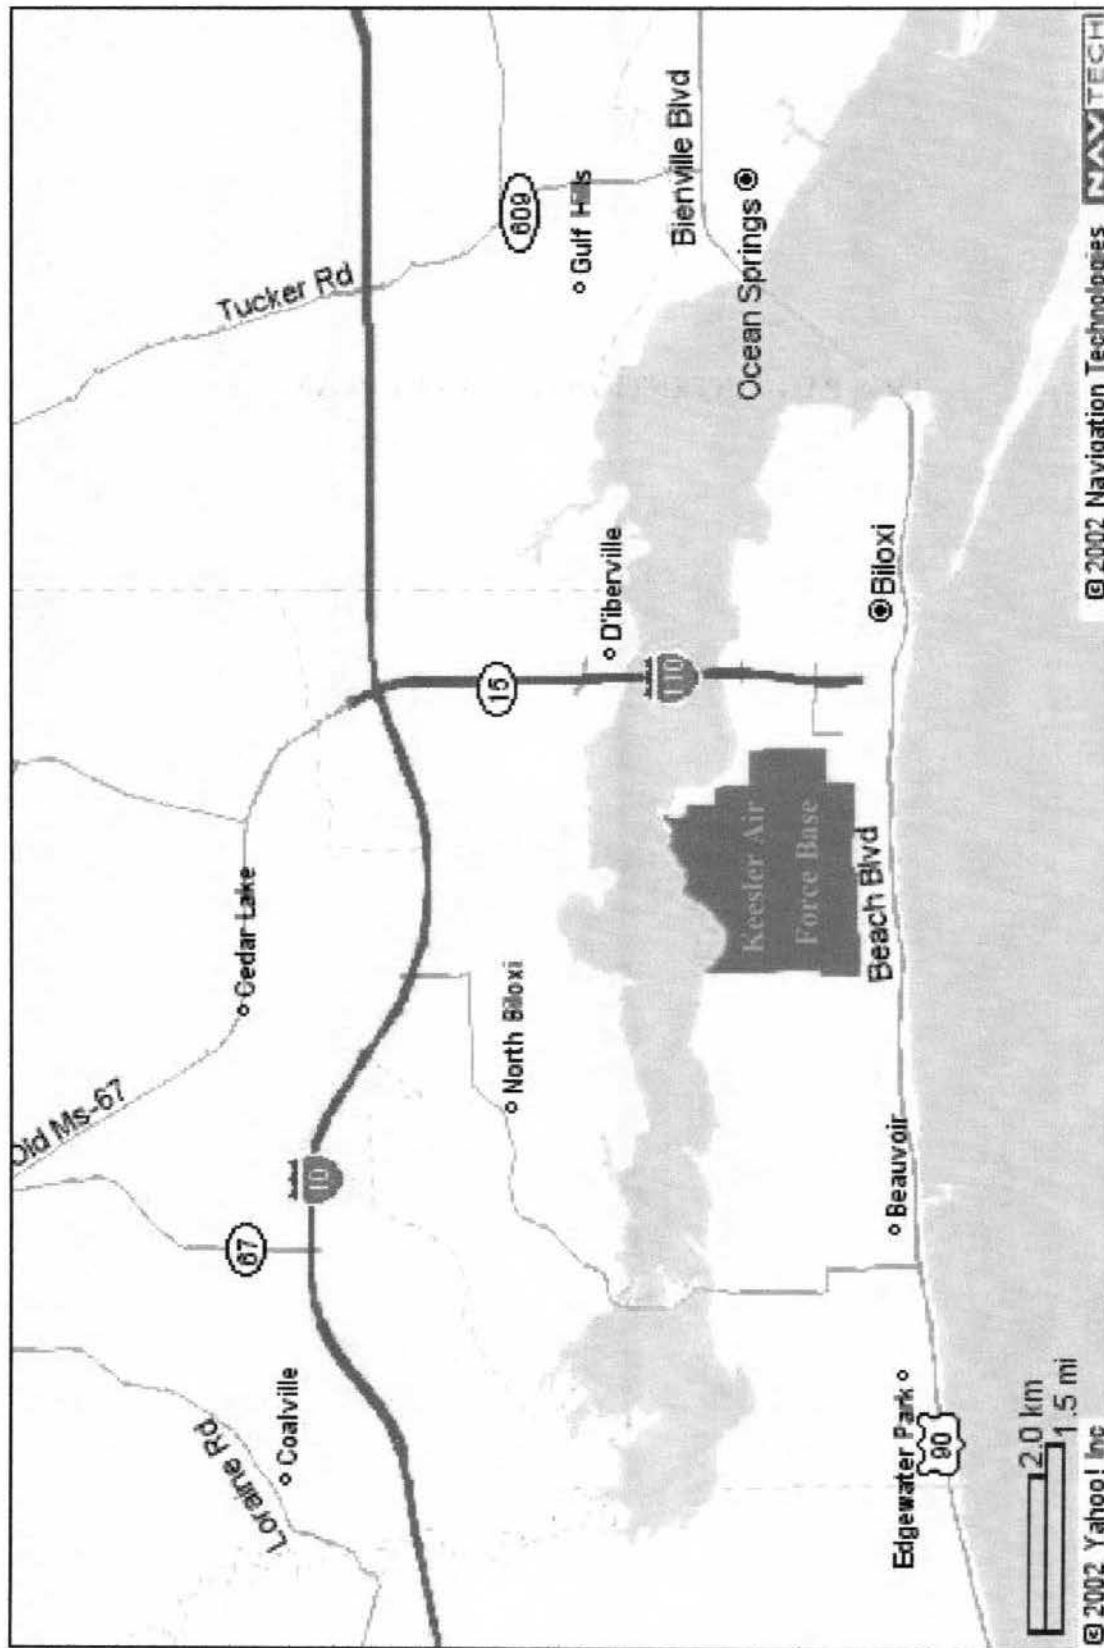 Old Ms-67
Tucker Rd
67
Cedar Lake
Loraine Rd
Coalville
10
15
609
North Biloxi
D'iberville
Gulf Hills
110
Bienville Blvd
Ocean Springs
Keesler Air
Force Base
Beach Blvd
Biloxi
Beauvoir
Edgewater Park
90
2.0 km
1.5 mi
© 2002 Yahoo! Inc
© 2002 Navigation Technologies
NAVTECH